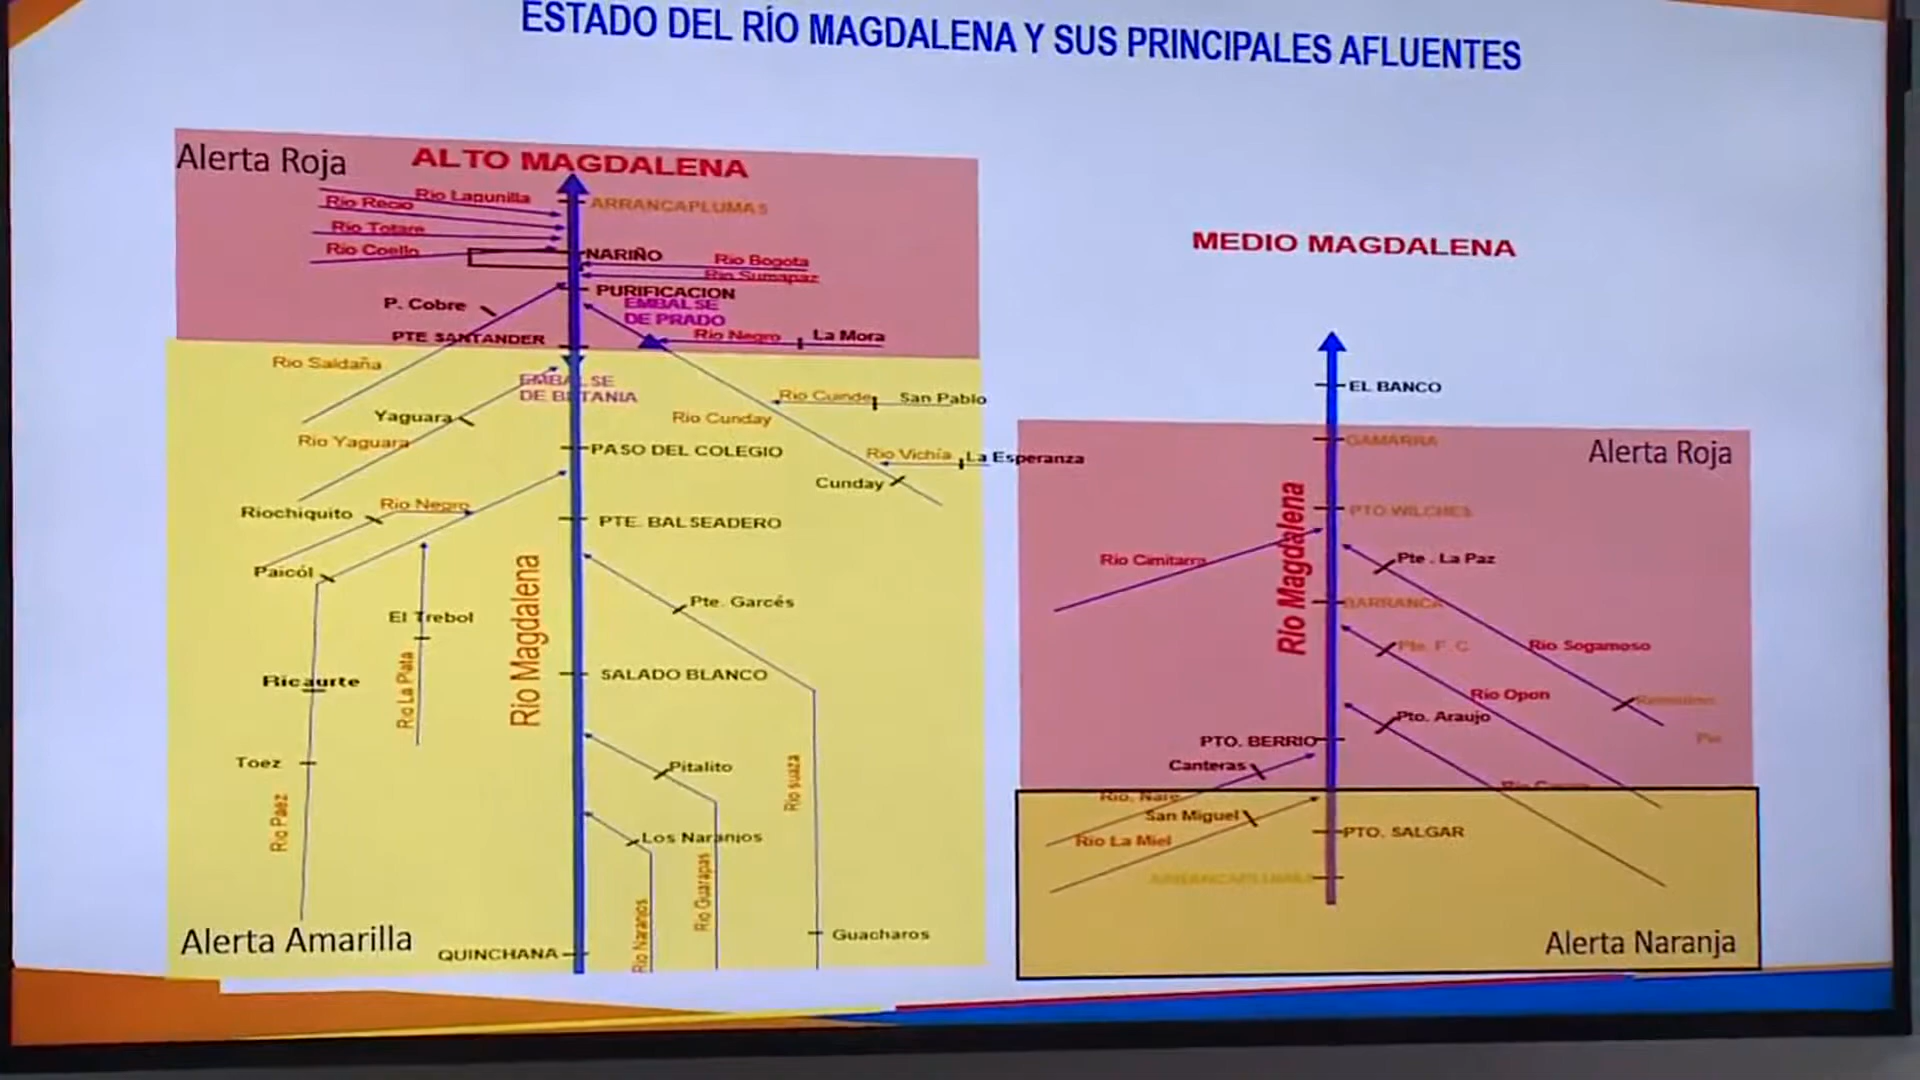 ESTADO DEL RÍO MAGDALENA Y SUS PRINCIPALES AFLUENTES
Alerta Roja
ALTO MAGDALENA
Rio Lagunilla
Rio Recio
ARRANCAPLUMAS
Rio Totare
Rio Coello
NARIÑO
Rio Bogota
Rio Sumapaz
PURIFICACION
P. Cobre
EMBALSE
DE PRADO
PTE SANTANDER
Rio Negro
La Mora
Rio Saldaña
EMBALSE
DE BETANIA
Rio Cuinde
San Pablo
Yaguara
Rio Cunday
Rio Yaguara
PASO DEL COLEGIO
Rio Vichía
La Esperanza
Cunday
Rio Negro
Riochiquito
PTE. BALSEADERO
Paicól
Pte. Garcés
El Trebol
Rio Magdalena
Rio La Plata
Ricaurte
SALADO BLANCO
Toez
Pitalito
Rio suaza
Rio Paez
Los Naranjos
Rio Guarapas
Rio Naranjos
Guacharos
Alerta Amarilla
QUINCHANA
MEDIO MAGDALENA
EL BANCO
GAMARRA
Alerta Roja
PTO WILCHES
Rio Magdalena
Rio Cimitarra
Pte . La Paz
BARRANCA
Pte. F. C
Rio Sogamoso
Rio Opon
Pto. Araujo
PTO. BERRIO
Canteras
Rio. Nare
San Miguel
PTO. SALGAR
Rio La Miel
ARRANCAPLUMAS
Alerta Naranja